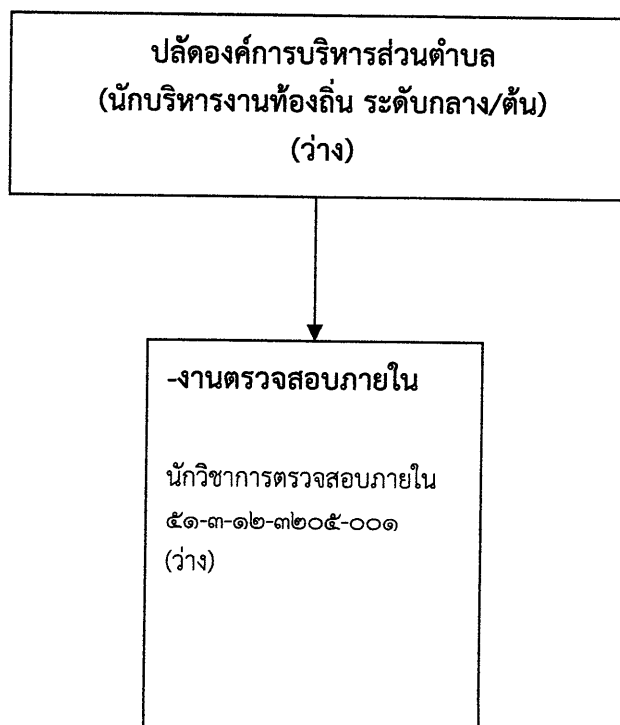 ปลัดองค์การบริหารส่วนตำบล
(นักบริหารงานท้องถิ่น ระดับกลาง/ต้น)
(ว่าง)
-งานตรวจสอบภายใน
นักวิชาการตรวจสอบภายใน
๕๑-๓-๑๒-๓๒๐๕-๐๐๑
(ว่าง)